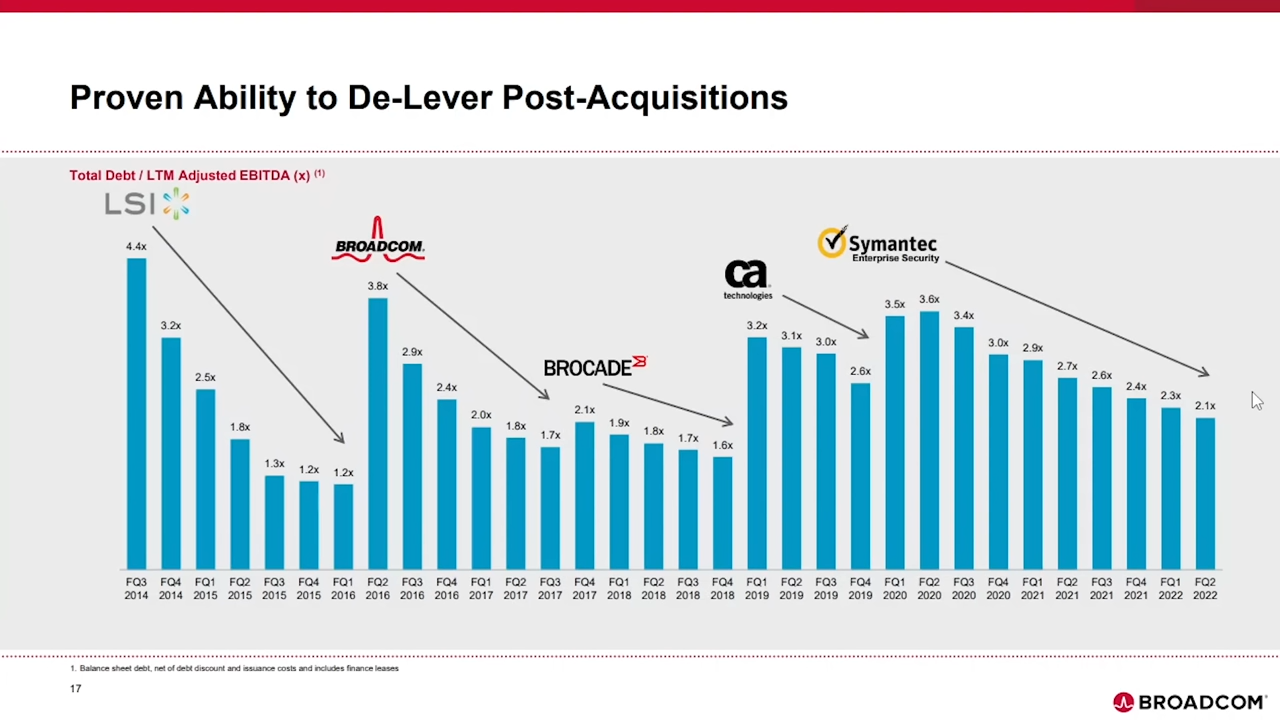 Proven Ability to De-Lever Post-Acquisitions
Total Debt / LTM Adjusted EBITDA (x) (1)
LSI
BROADCOM
ca
technologies
Symantec
Enterprise Security
BROCADE
4.4x
3.2x
2.5x
1.8x
1.3x
1.2x
1.2x
3.8x
2.9x
2.4x
2.0x
1.8x
1.7x
2.1x
1.9x
1.8x
1.7x
1.6x
3.2x
3.1x
3.0x
2.6x
3.5x
3.6x
3.4x
3.0x
2.9x
2.7x
2.6x
2.4x
2.3x
2.1x
FQ3 FQ4 FQ1 FQ2 FQ3 FQ4 FQ1 FQ2 FQ3 FQ4 FQ1 FQ2 FQ3 FQ4 FQ1 FQ2 FQ3 FQ4 FQ1 FQ2 FQ3 FQ4 FQ1 FQ2 FQ3 FQ4 FQ1 FQ2 FQ3 FQ4 FQ1 FQ2
2014 2014 2015 2015 2015 2015 2016 2016 2016 2016 2017 2017 2017 2017 2018 2018 2018 2018 2019 2019 2019 2019 2020 2020 2020 2020 2021 2021 2021 2021 2022 2022
1. Balance sheet debt, net of debt discount and issuance costs and includes finance leases
17
BROADCOM